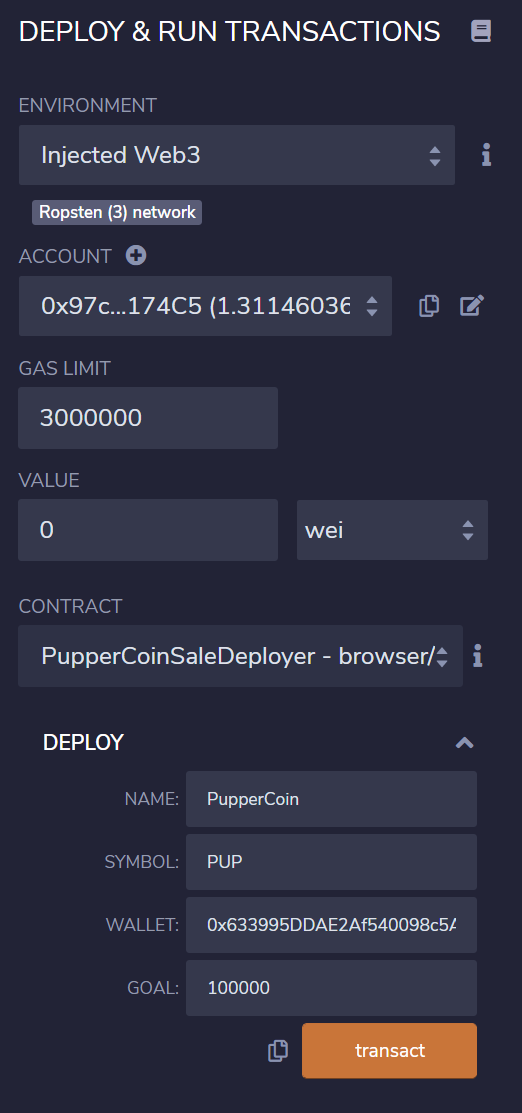 DEPLOY & RUN TRANSACTIONS
ENVIRONMENT
Injected Web3
Ropsten (3) network
ACCOUNT
0x97c...174C5 (1.31146036
GAS LIMIT
3000000
VALUE
0 wei
CONTRACT
PupperCoinSaleDeployer - browser/
DEPLOY
NAME: PupperCoin
SYMBOL: PUP
WALLET: 0x633995DDAE2Af540098c5A
GOAL: 100000
transact